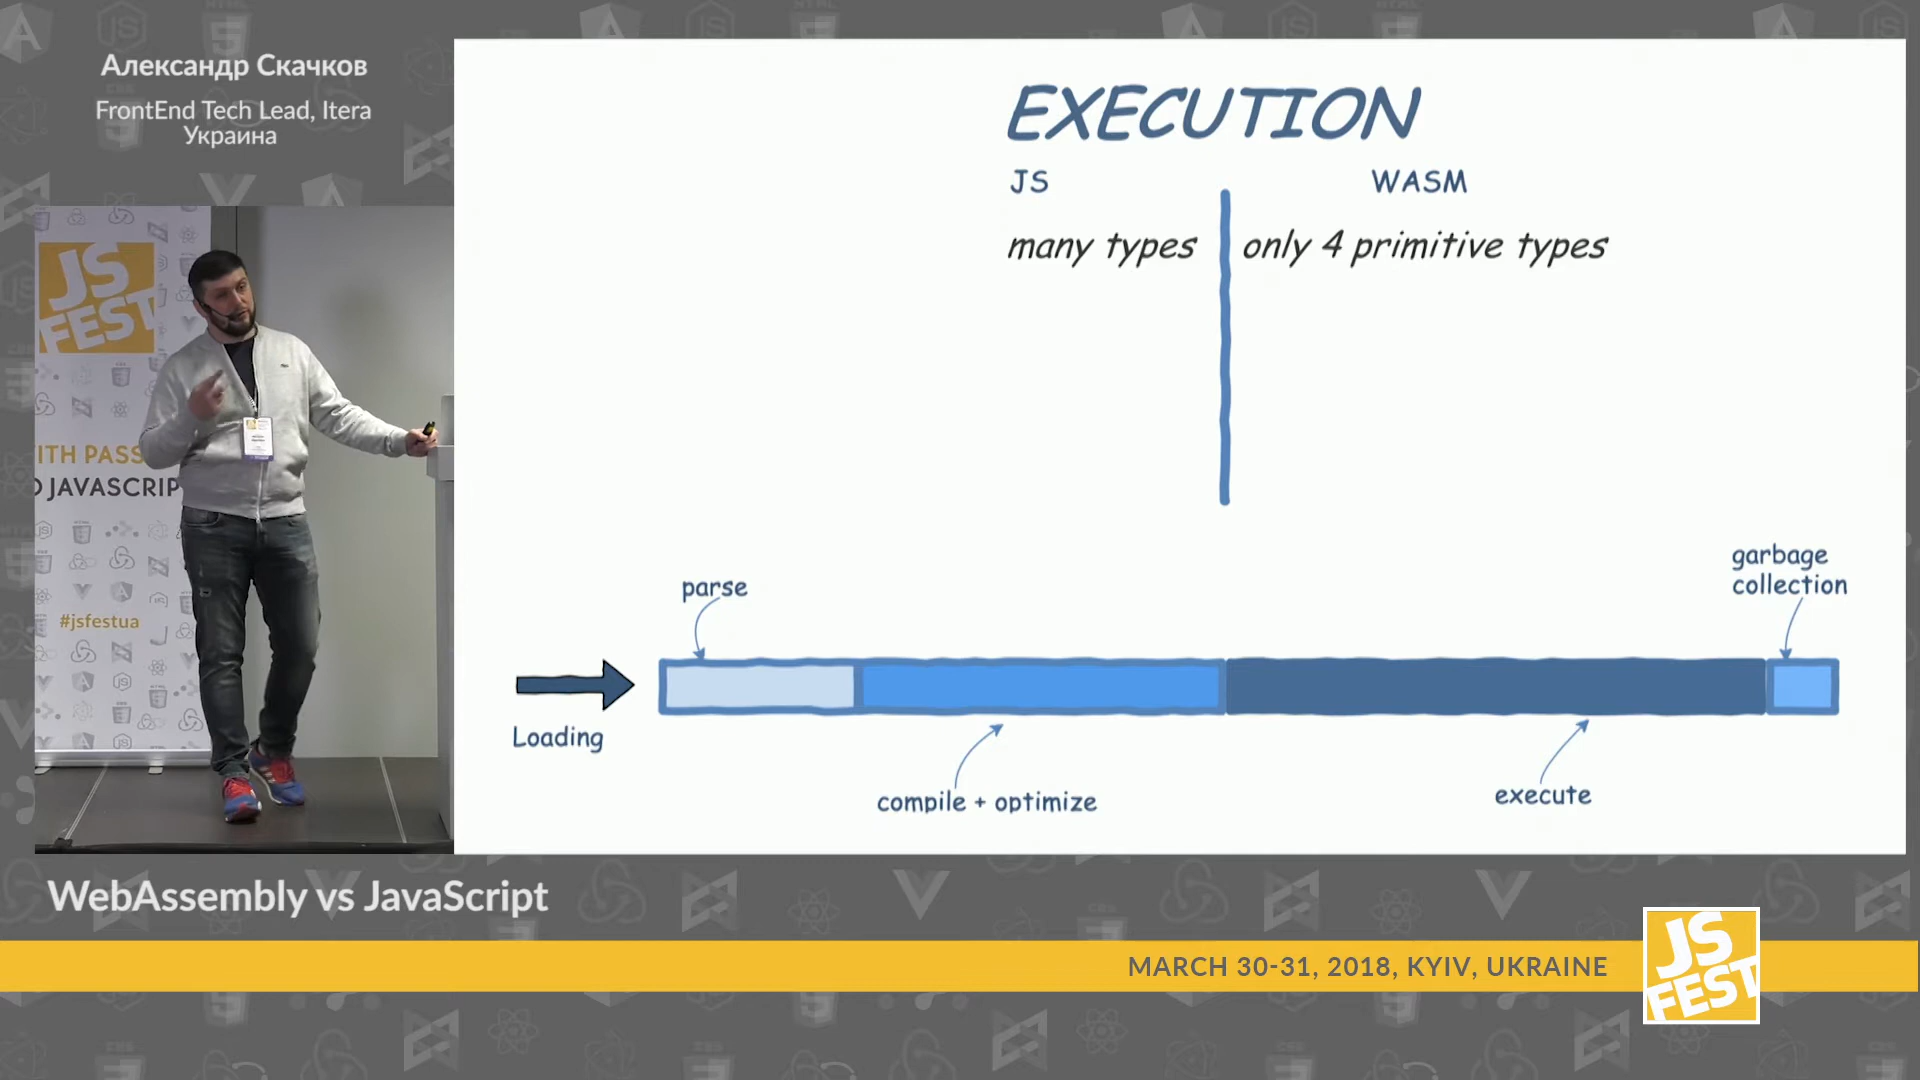 Александр Скачков
FrontEnd Tech Lead, Itera
Украина
JS
FEST
ITH PASS
JAVASCRIP
#jsfestua
EXECUTION
JS
WASM
many types
only 4 primitive types
parse
garbage
collection
Loading
compile + optimize
execute
WebAssembly vs JavaScript
MARCH 30-31, 2018, KYIV, UKRAINE
JS
FEST